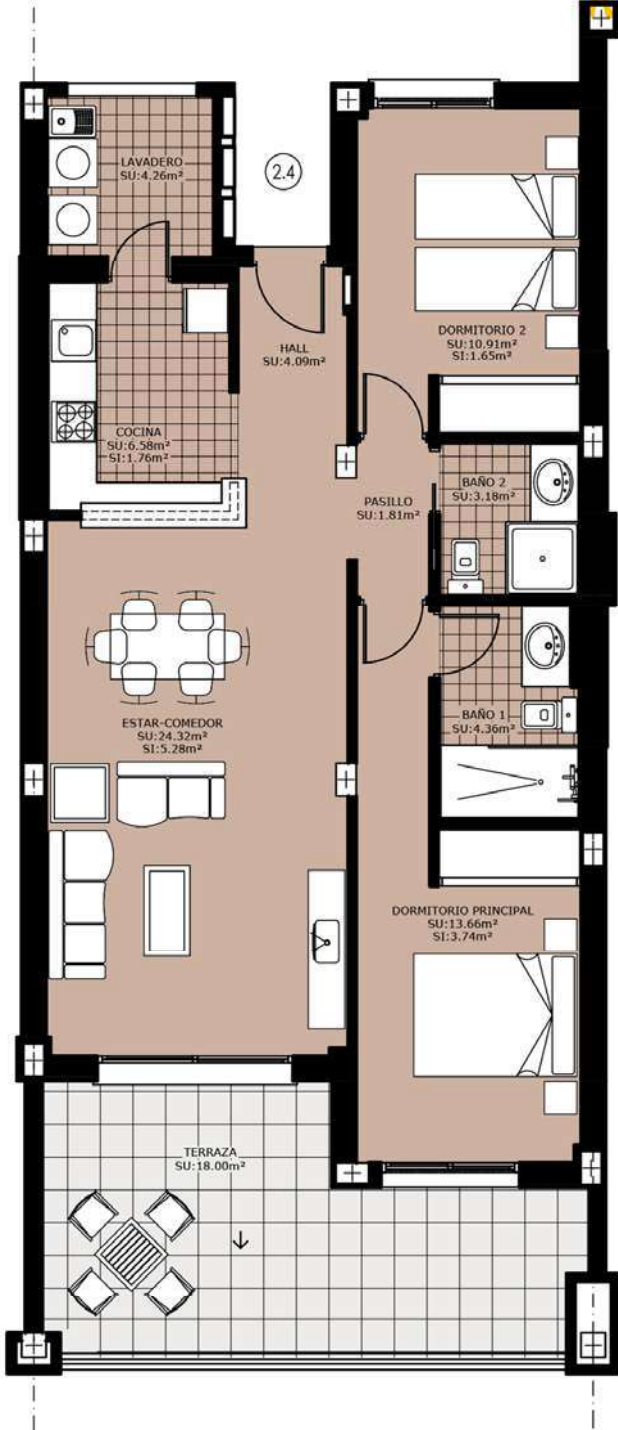 LAVADERO
SU:4.26m²
2.4
DORMITORIO 2
SU:10.91m²
SI:1.65m²
HALL
SU:4.09m²
COCINA
SU:6.58m²
SI:1.76m²
BAÑO 2
SU:3.18m²
PASILLO
SU:1.81m²
ESTAR-COMEDOR
SU:24.32m²
SI:5.28m²
BAÑO 1
SU:4.36m²
DORMITORIO PRINCIPAL
SU:13.66m²
SI:3.74m²
TERRAZA
SU:18.00m²